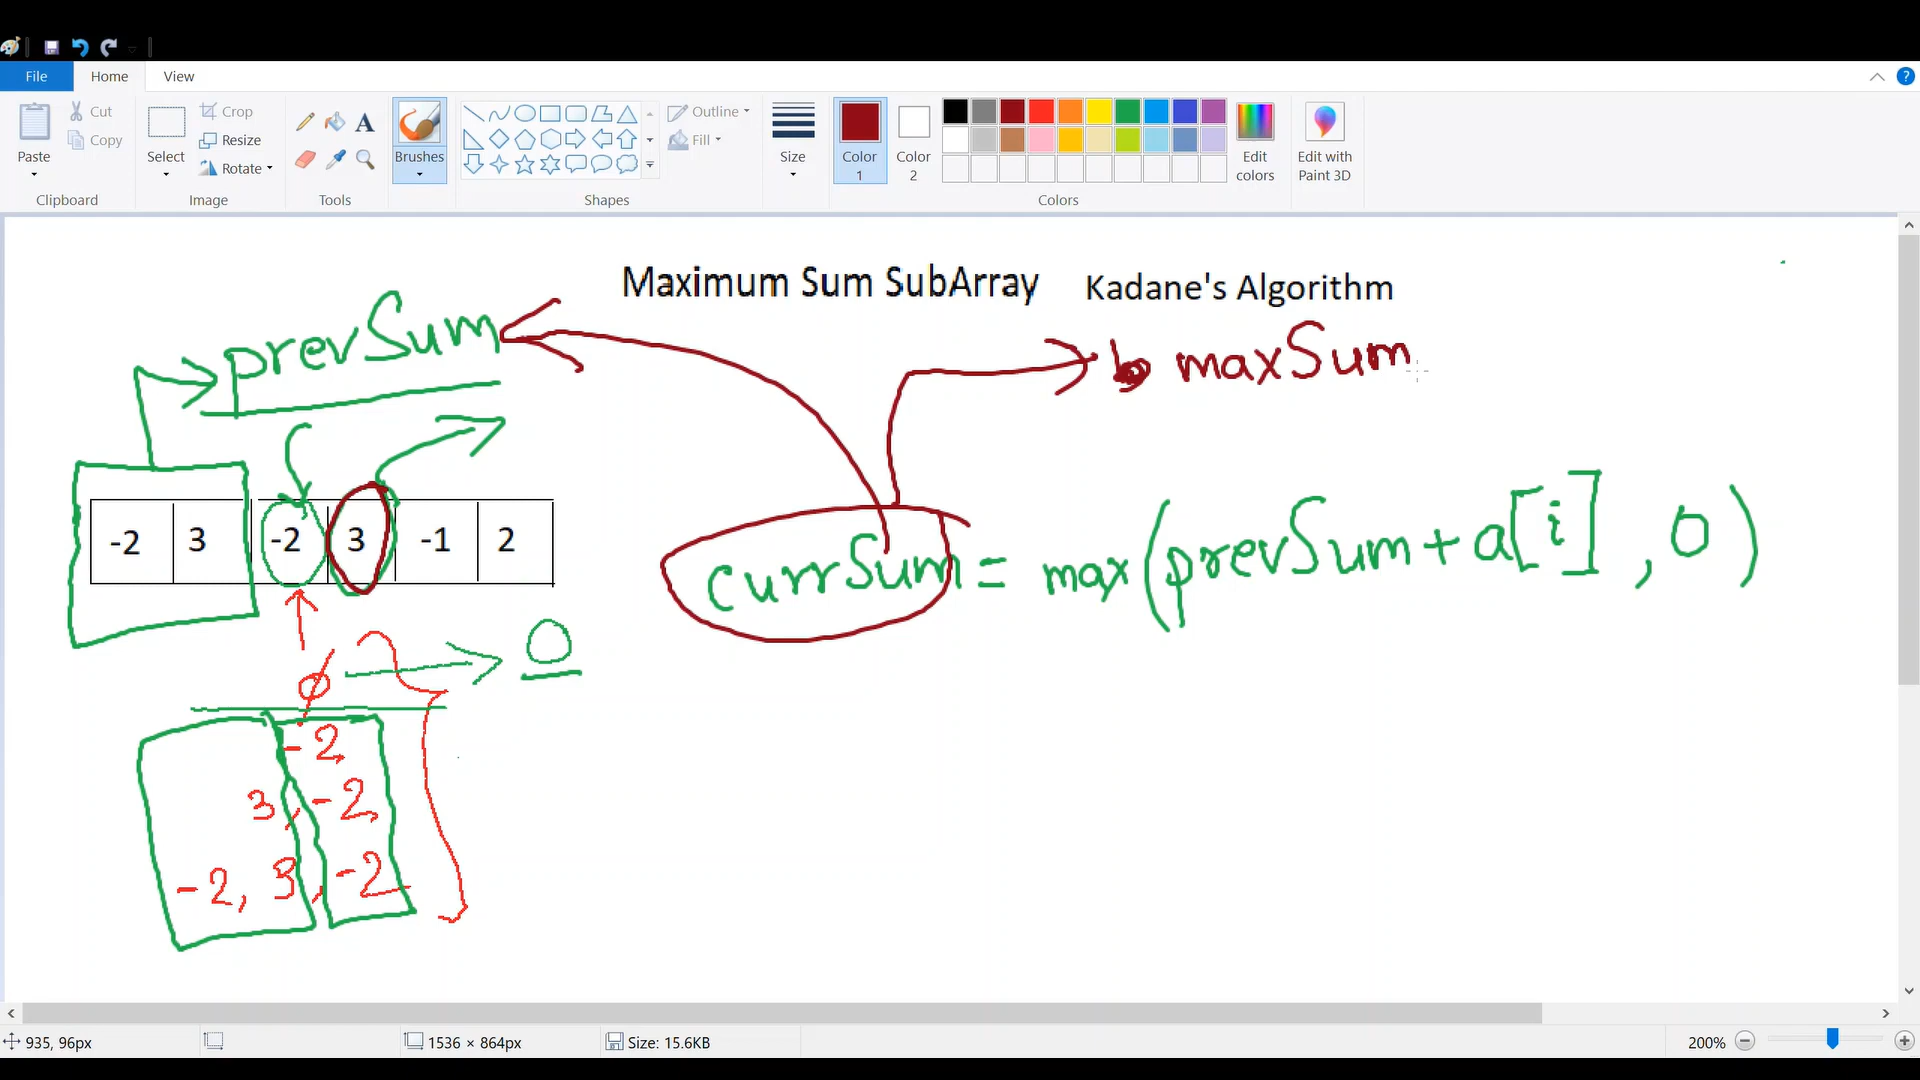 File Home View
Paste
Cut
Copy
Clipboard
Select
Crop
Resize
Rotate
Image
A
Tools
Brushes
Outline
Fill
Shapes
Size
Color 1
Color 2
Edit colors
Edit with Paint 3D
Colors
Maximum Sum SubArray Kadane's Algorithm
prevSum
maxSum
-2 3 -2 3 -1 2
currSum = max(prevSum + a[i], 0)
0
-2,
3, -2,
-2, 3, -2
935, 96px
1536 × 864px
Size: 15.6KB
200%